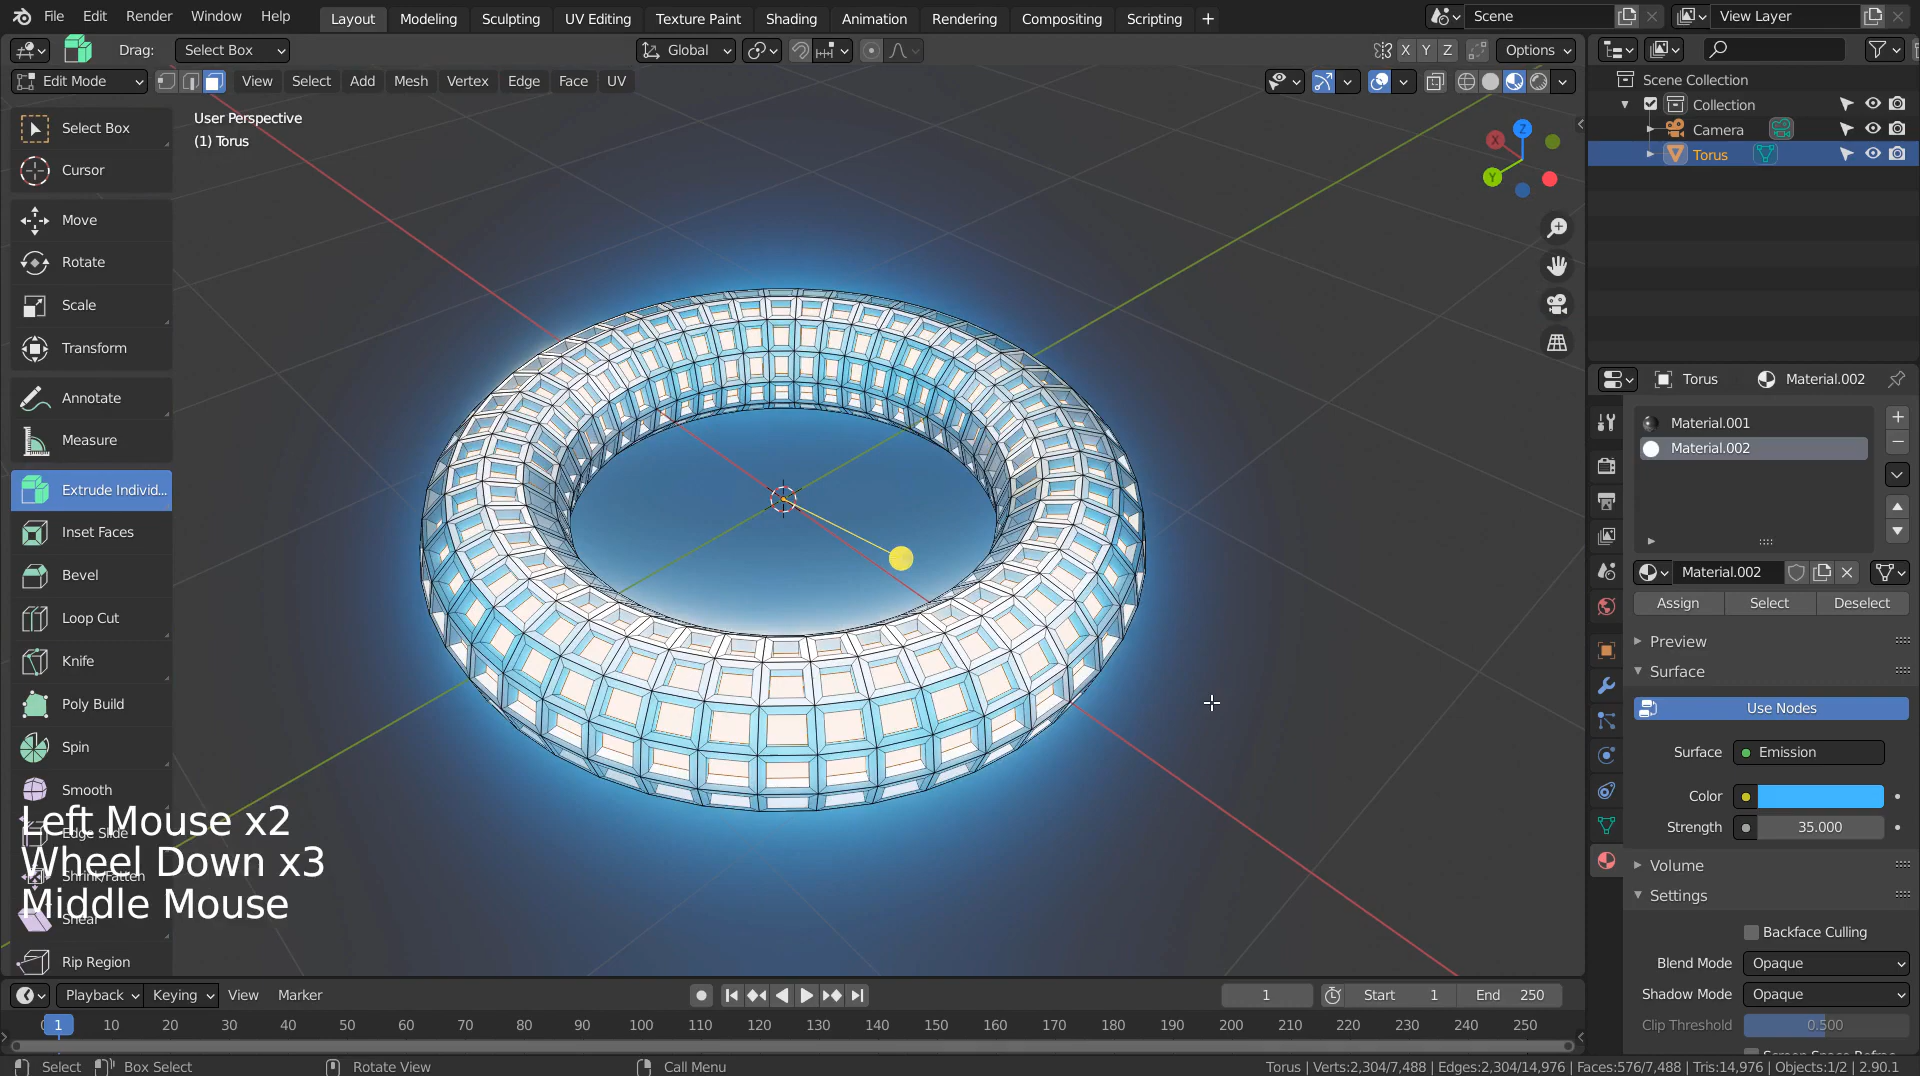 File Edit Render Window Help Layout Modeling Sculpting UV Editing Texture Paint Shading Animation Rendering Compositing Scripting + Scene View Layer
Drag: Select Box Global X Y Z Options
Edit Mode View Select Add Mesh Vertex Edge Face UV
User Perspective
(1) Torus
Z
X
Y
Select Box
Cursor
Move
Rotate
Scale
Transform
Annotate
Measure
Extrude Individ...
Inset Faces
Bevel
Loop Cut
Knife
Poly Build
Spin
Smooth
Edge Slide
Shrink/Fatten
Shear
Rip Region
Left Mouse x2
Wheel Down x3
Middle Mouse
Scene Collection
Collection
Camera
Torus
Torus Material.002
Material.001
Material.002
Material.002
Assign Select Deselect
Preview
Surface
Use Nodes
Surface Emission
Color
Strength 35.000
Volume
Settings
Backface Culling
Blend Mode Opaque
Shadow Mode Opaque
Clip Threshold 0.500
Playback Keying View Marker 1 Start 1 End 250
1 10 20 30 40 50 60 70 80 90 100 110 120 130 140 150 160 170 180 190 200 210 220 230 240 250
Select Box Select Rotate View Call Menu Torus | Verts:2,304/7,488 | Edges:2,304/14,976 | Faces:576/7,488 | Tris:14,976 | Objects:1/2 | 2.90.1